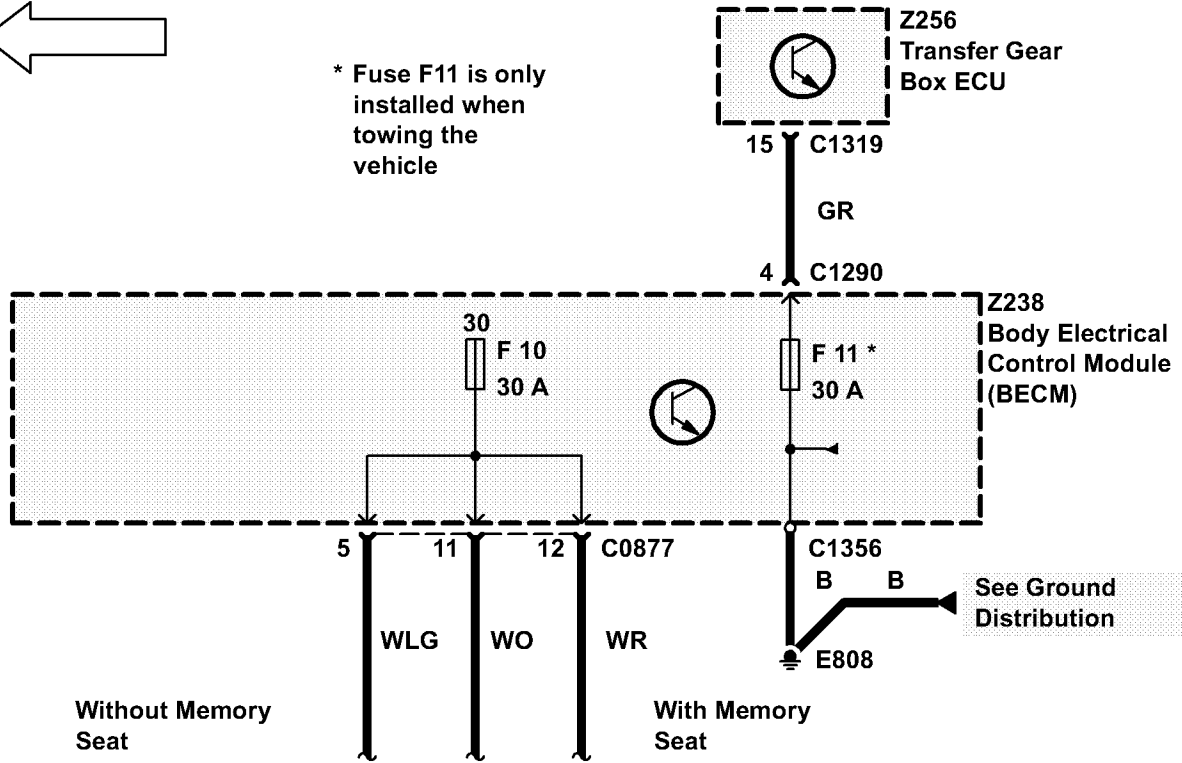 Z256
Transfer Gear
Box ECU
* Fuse F11 is only
installed when
towing the
vehicle
15 C1319
GR
4 C1290
Z238
Body Electrical
Control Module
(BECM)
30
F 10
30 A
F 11 *
30 A
5 11 12 C0877
C1356
B B
See Ground
Distribution
WLG WO WR
E808
Without Memory
Seat
With Memory
Seat